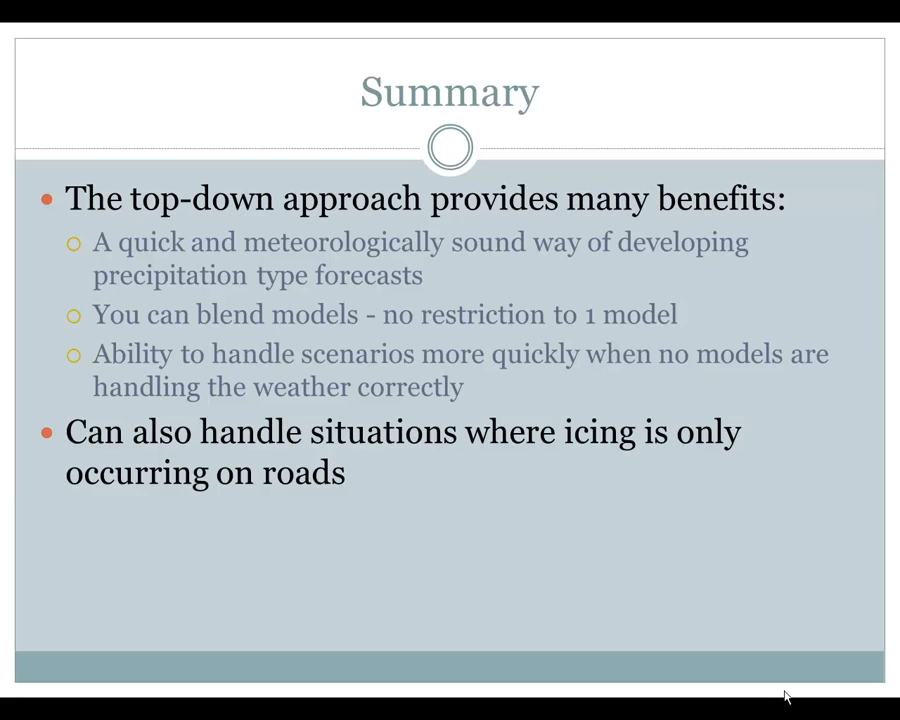 Summary
• The top-down approach provides many benefits:
○ A quick and meteorologically sound way of developing
precipitation type forecasts
○ You can blend models - no restriction to 1 model
○ Ability to handle scenarios more quickly when no models are
handling the weather correctly
• Can also handle situations where icing is only
occurring on roads